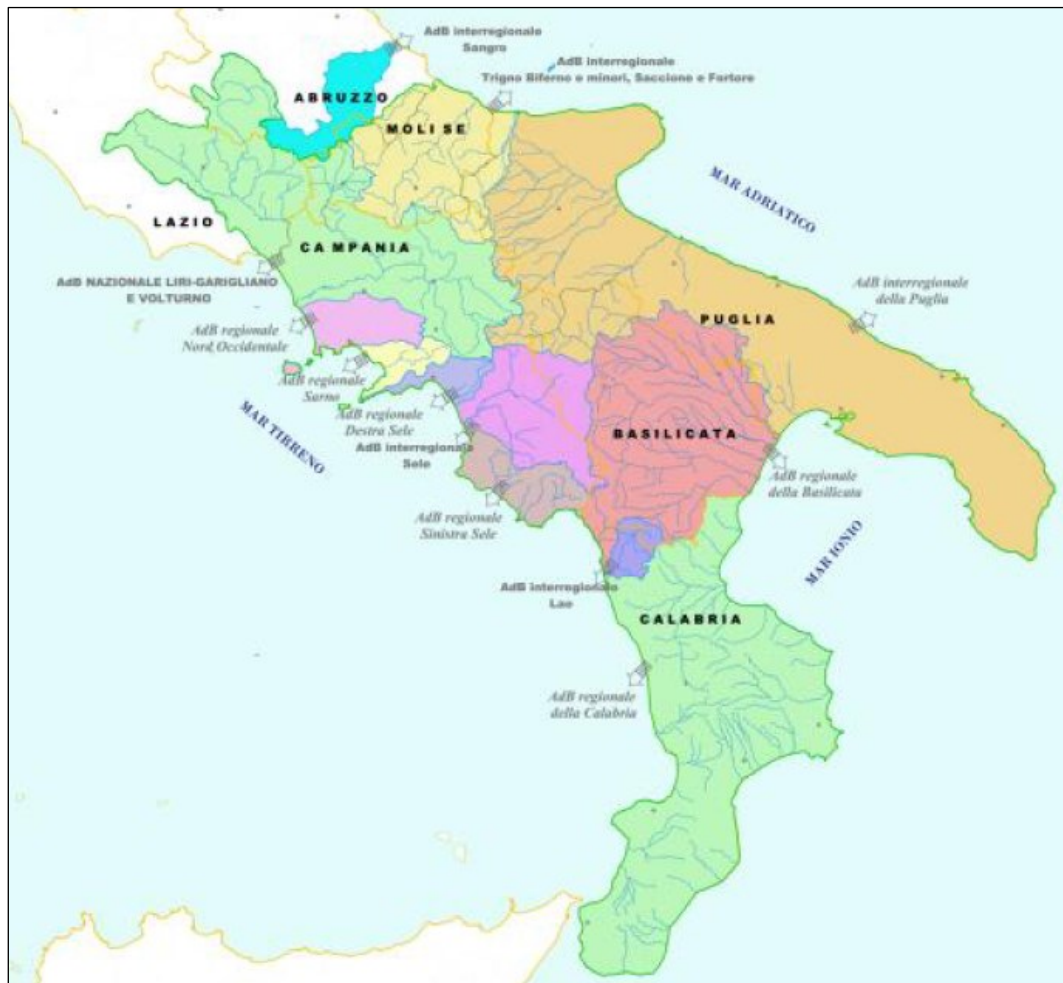 AdB interregionale
Sangro
AdB interregionale
Trigno Biferno e minori, Saccione e Fortore
ABRUZZO
MOLISE
MAR ADRIATICO
LAZIO
CAMPANIA
AdB NAZIONALE LIRI-GARIGLIANO
E VOLTURNO
AdB interregionale
della Puglia
PUGLIA
AdB regionale
Nord Occidentale
AdB regionale
Sarno
MAR TIRRENO
AdB regionale
Destra Sele
AdB interregionale
Sele
BASILICATA
AdB regionale
della Basilicata
AdB regionale
Sinistra Sele
MAR IONIO
AdB interregionale
Lao
CALABRIA
AdB regionale
della Calabria